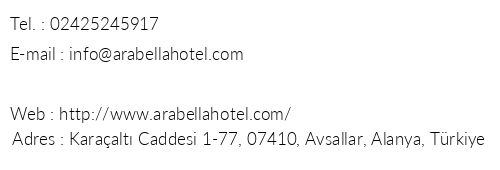 Tel. : 02425245917
E-mail : info@arabellahotel.com
Web : http://www.arabellahotel.com/
Adres : Karaçaltı Caddesi 1-77, 07410, Avsallar, Alanya, Türkiye